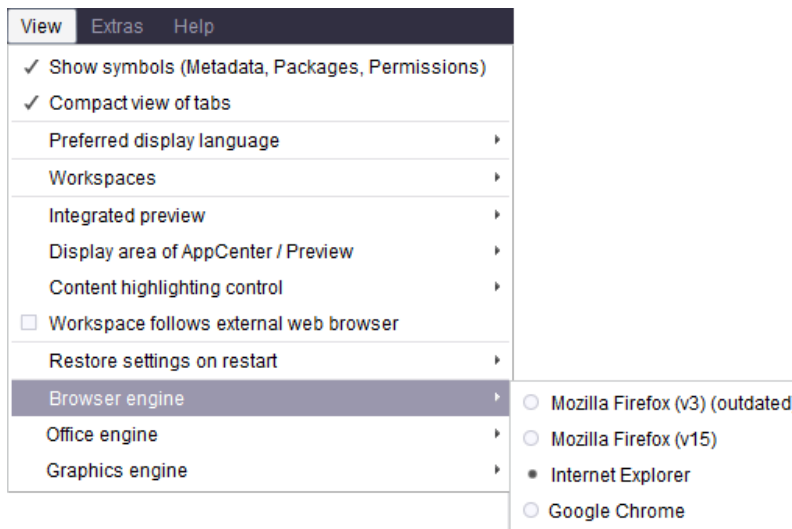 View Extras Help
Show symbols (Metadata, Packages, Permissions)
Compact view of tabs
Preferred display language
Workspaces
Integrated preview
Display area of AppCenter / Preview
Content highlighting control
Workspace follows external web browser
Restore settings on restart
Browser engine
Office engine
Graphics engine
Mozilla Firefox (v3) (outdated
Mozilla Firefox (v15)
Internet Explorer
Google Chrome